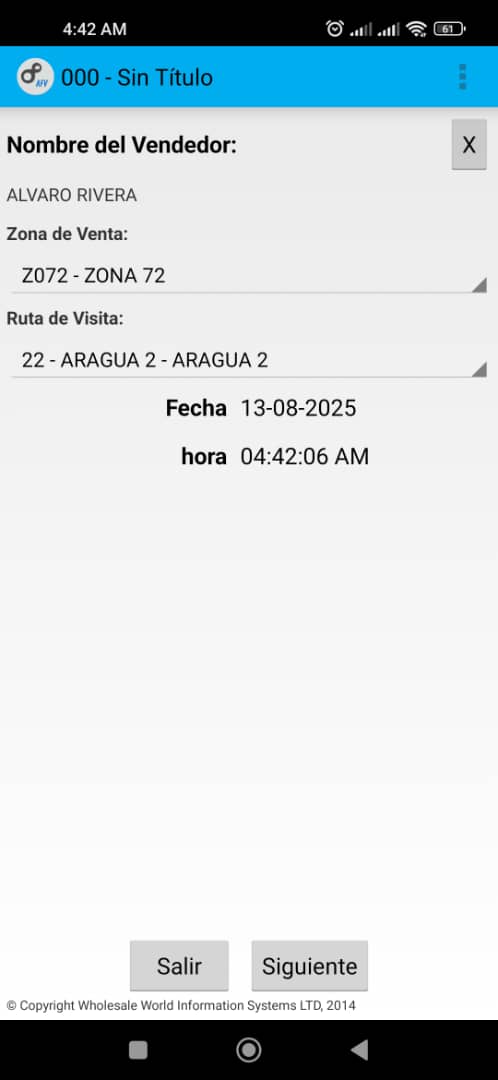 4:42 AM
61
AFV
000 - Sin Título
Nombre del Vendedor:
X
ALVARO RIVERA
Zona de Venta:
Z072 - ZONA 72
Ruta de Visita:
22 - ARAGUA 2 - ARAGUA 2
Fecha 13-08-2025
hora 04:42:06 AM
Salir
Siguiente
© Copyright Wholesale World Information Systems LTD, 2014